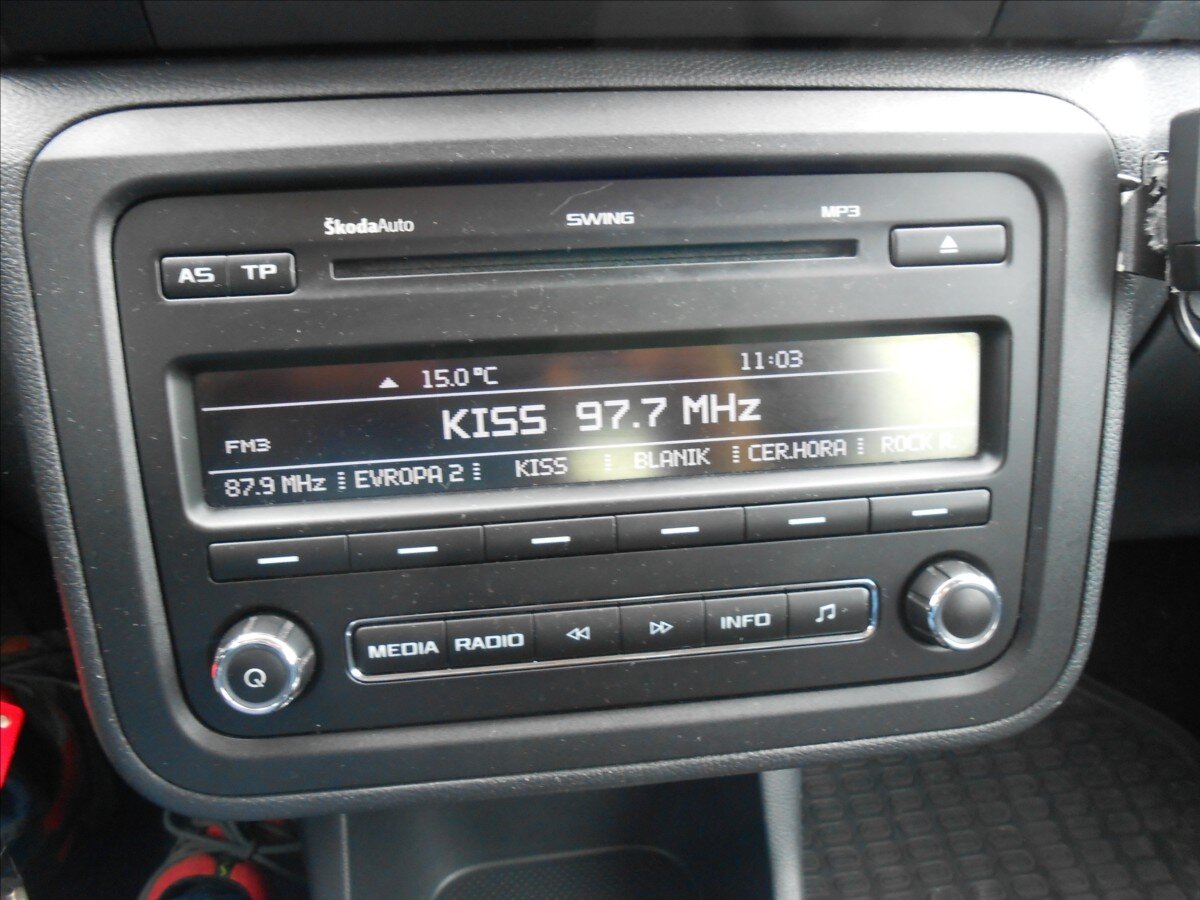 ŠkodaAuto SWING MP3
AS TP
15.0°C 11:03
KISS 97.7 MHz
FM3
87.9 MHz EVROPA 2 KISS BLANIK CER.HORA ROCK R.
MEDIA RADIO INFO